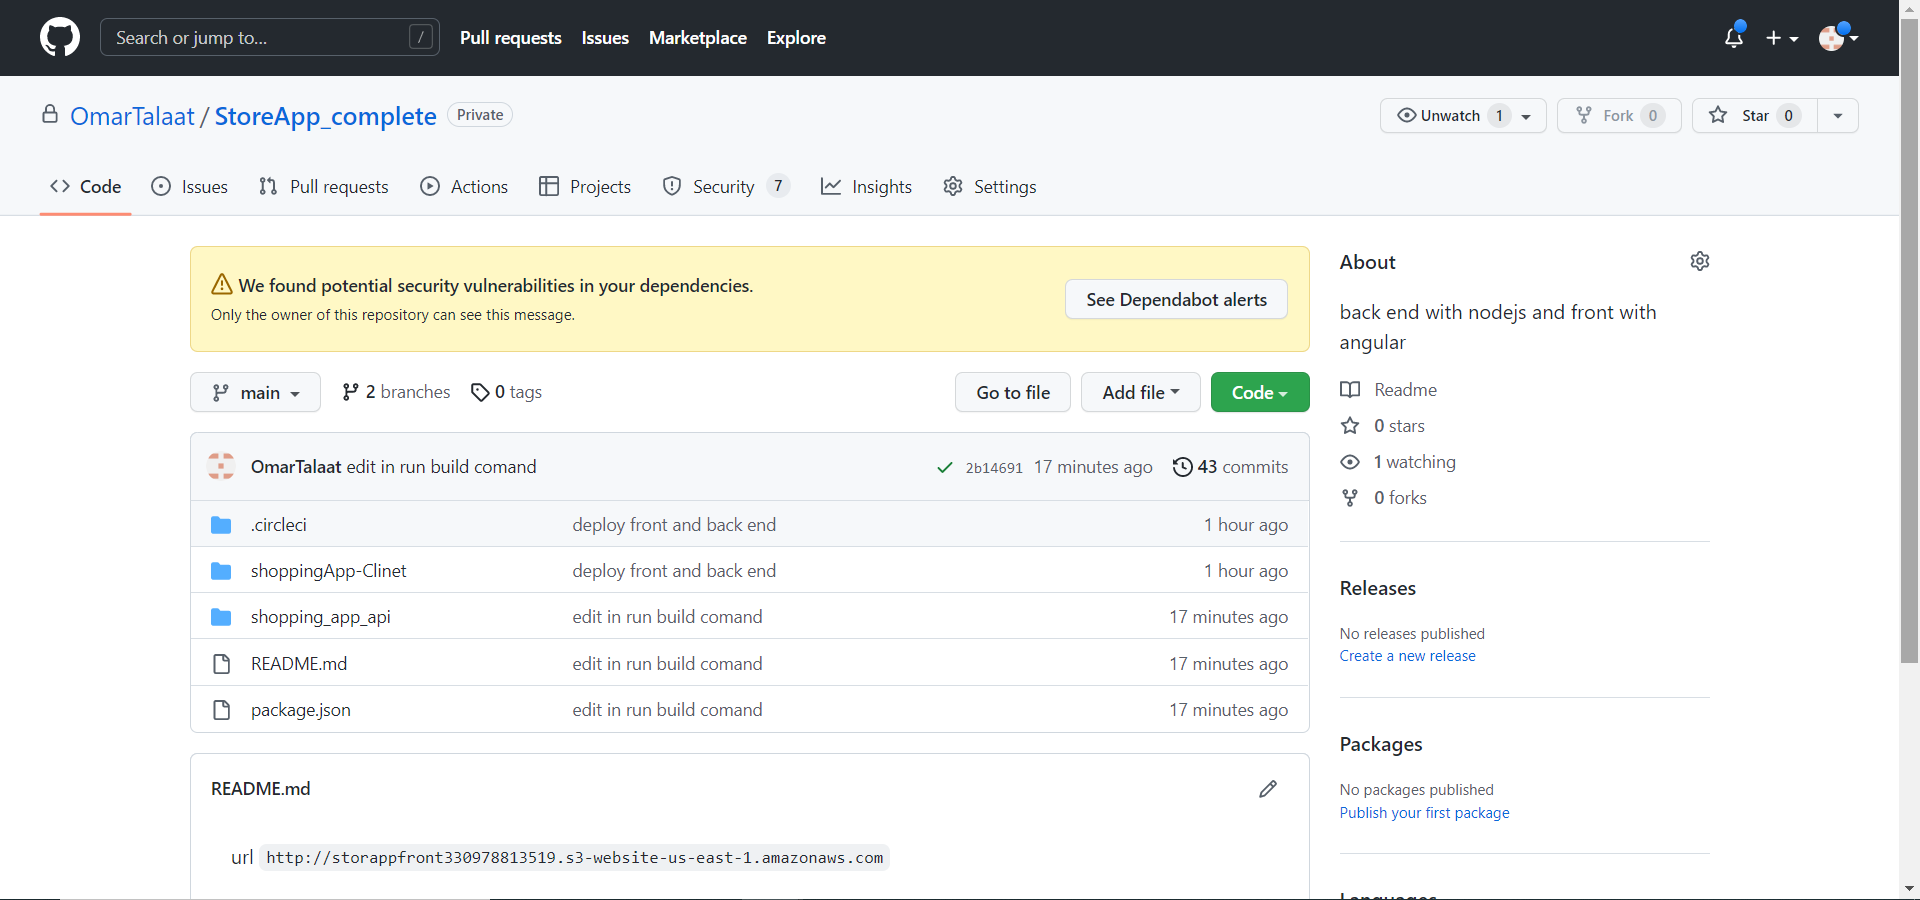 Search or jump to... /
Pull requests Issues Marketplace Explore
OmarTalaat / StoreApp_complete Private
Unwatch 1 Fork 0 Star 0
Code Issues Pull requests Actions Projects Security 7 Insights Settings
We found potential security vulnerabilities in your dependencies.
Only the owner of this repository can see this message.
See Dependabot alerts
main 2 branches 0 tags
Go to file Add file Code
OmarTalaat edit in run build comand 2b14691 17 minutes ago 43 commits
.circleci deploy front and back end 1 hour ago
shoppingApp-Clinet deploy front and back end 1 hour ago
shopping_app_api edit in run build comand 17 minutes ago
README.md edit in run build comand 17 minutes ago
package.json edit in run build comand 17 minutes ago
README.md
url http://storappfront330978813519.s3-website-us-east-1.amazonaws.com
About
back end with nodejs and front with
angular
Readme
0 stars
1 watching
0 forks
Releases
No releases published
Create a new release
Packages
No packages published
Publish your first package
Languages